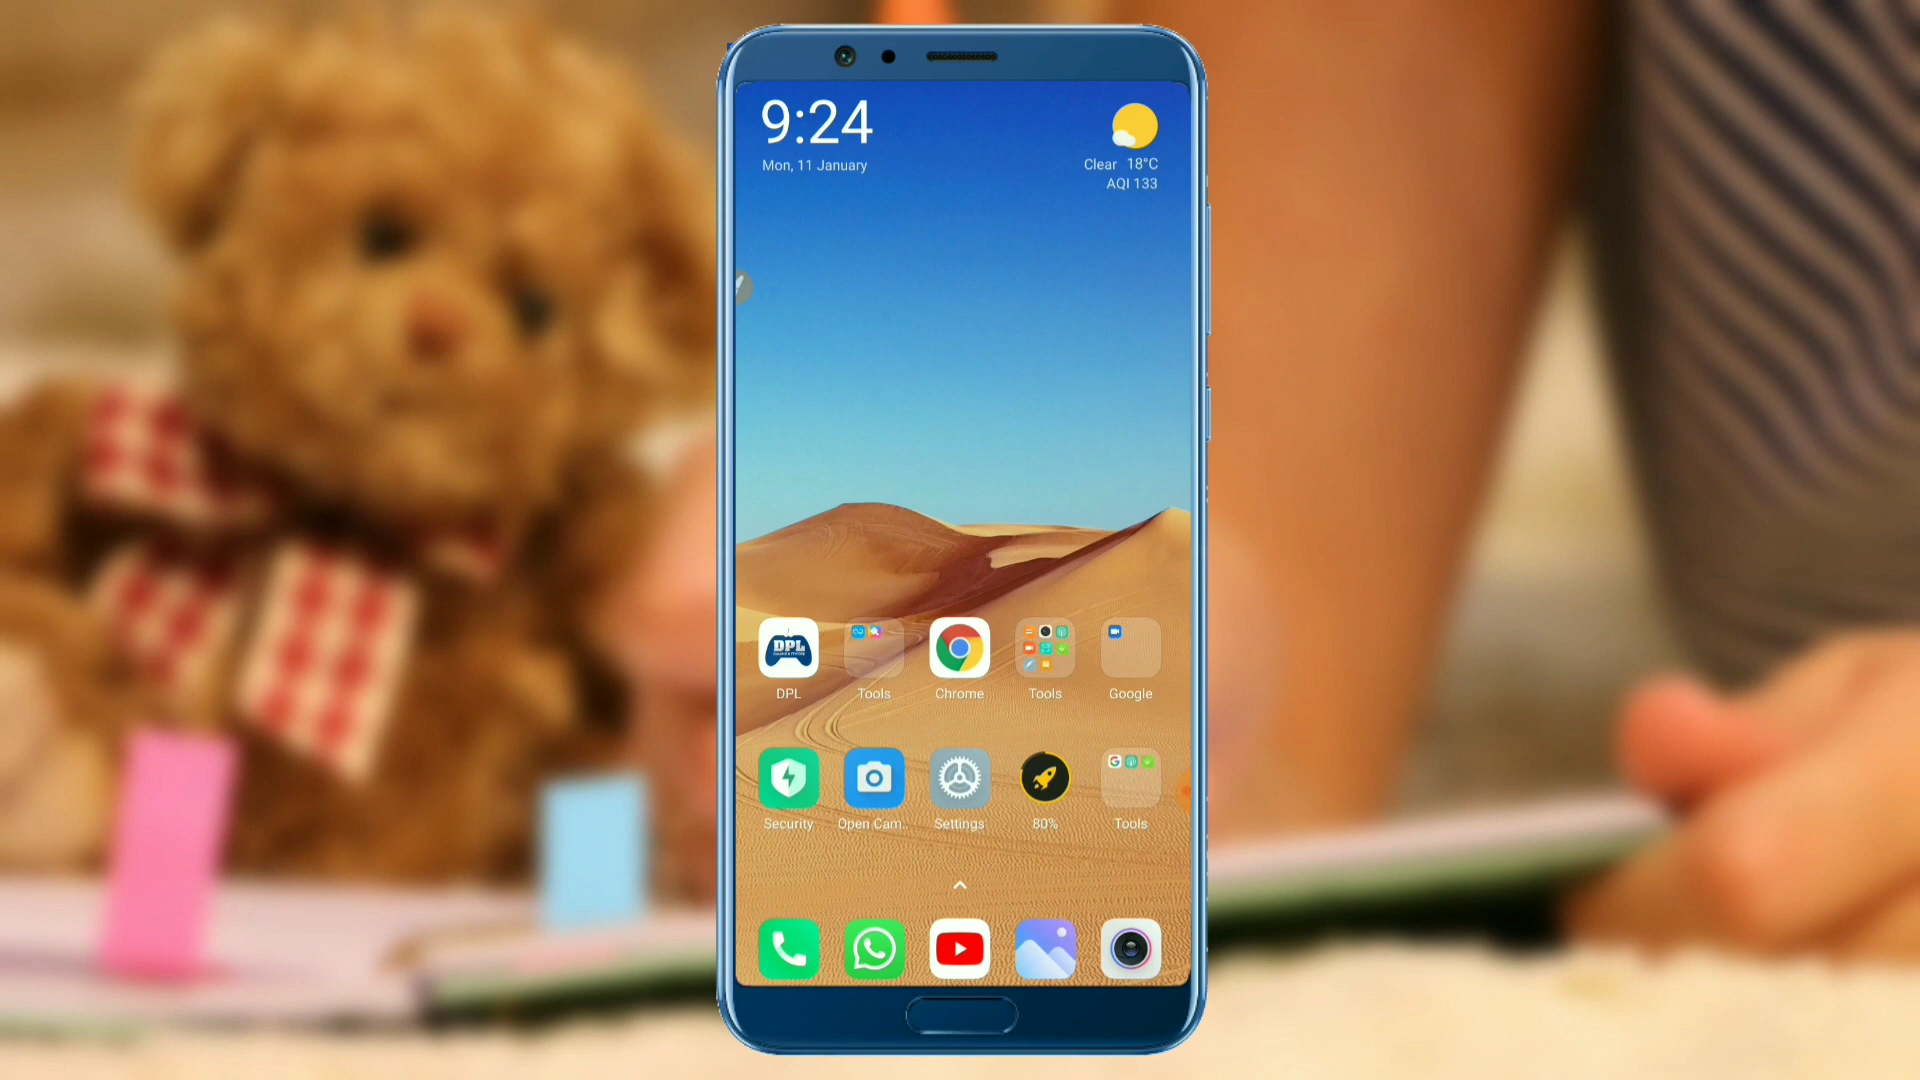 9:24
Mon, 11 January
Clear 18°C
AQI 133
DPL
DPL
Tools
Chrome
Tools
Google
Security
Open Cam..
Settings
80%
Tools